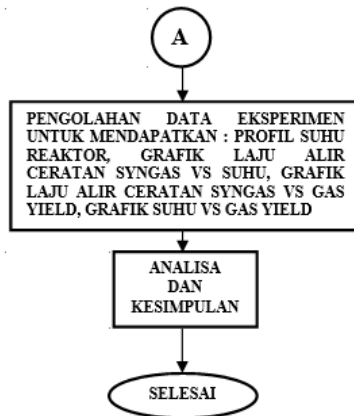 A
PENGOLAHAN DATA EKSPERIMEN
UNTUK MENDAPATKAN : PROFIL SUHU
REAKTOR, GRAFIK LAJU ALIR
CERATAN SYNGAS VS SUHU, GRAFIK
LAJU ALIR CERATAN SYNGAS VS GAS
YIELD, GRAFIK SUHU VS GAS YIELD
ANALISA
DAN
KESIMPULAN
SELESAI